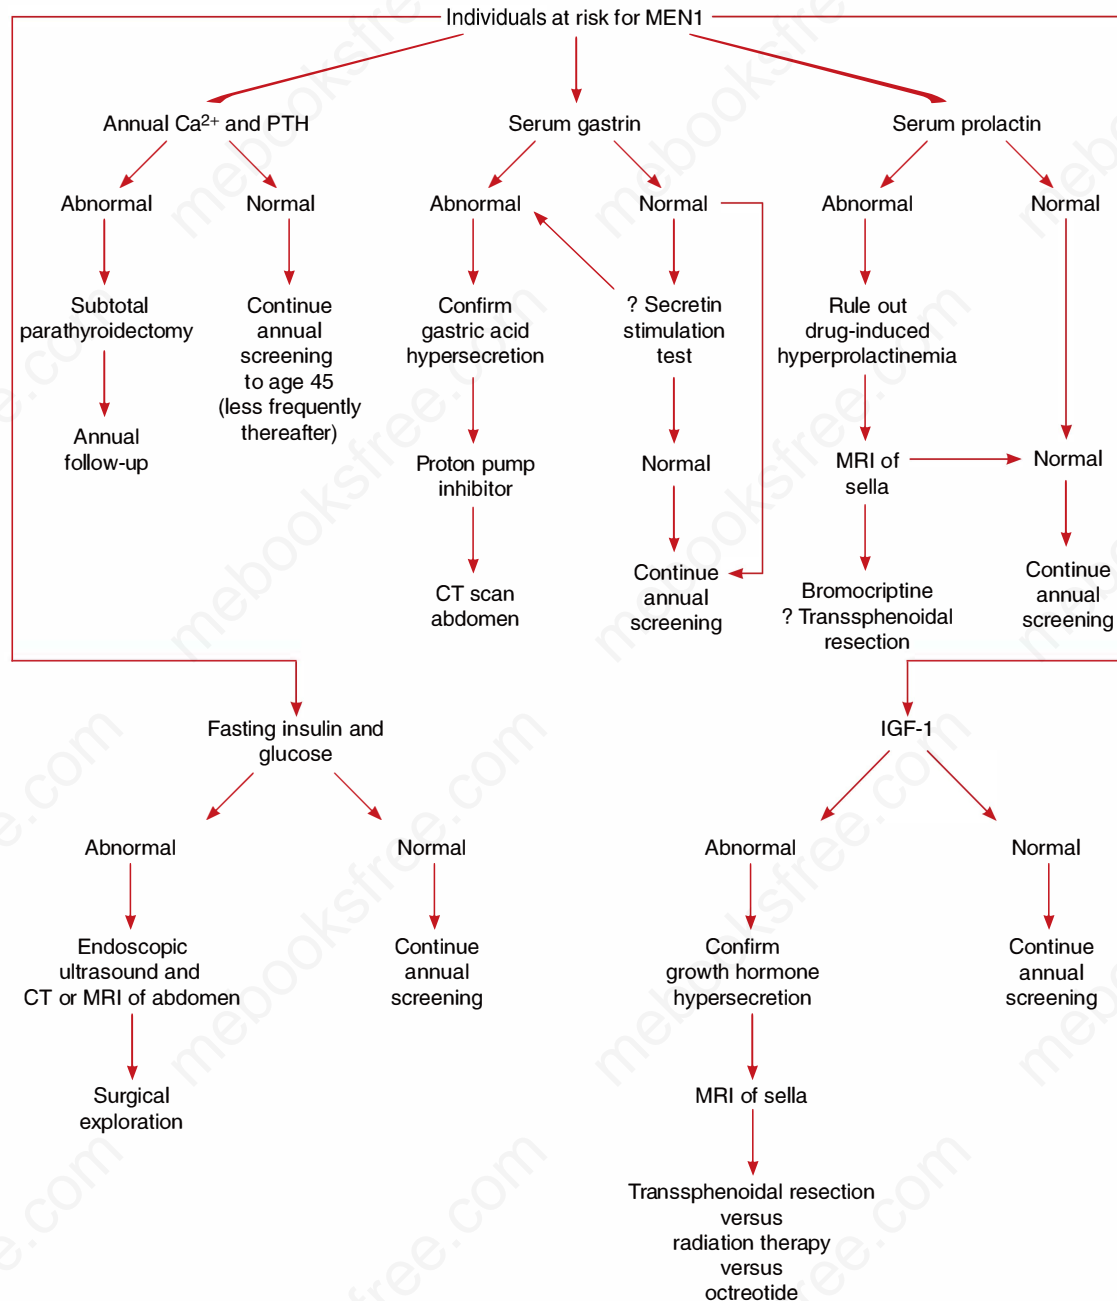 Individuals at risk for MEN1
Annual Ca²⁺ and PTH
Abnormal
Subtotal
parathyroidectomy
Annual
follow-up
Normal
Continue
annual
screening
to age 45
(less frequently
thereafter)
Serum gastrin
Abnormal
Confirm
gastric acid
hypersecretion
Proton pump
inhibitor
CT scan
abdomen
Normal
? Secretin
stimulation
test
Normal
Continue
annual
screening
Serum prolactin
Abnormal
Rule out
drug-induced
hyperprolactinemia
MRI of
sella
Bromocriptine
? Transsphenoidal
resection
Normal
Normal
Continue
annual
screening
Fasting insulin and
glucose
Abnormal
Endoscopic
ultrasound and
CT or MRI of abdomen
Surgical
exploration
Normal
Continue
annual
screening
IGF-1
Abnormal
Confirm
growth hormone
hypersecretion
MRI of sella
Transsphenoidal resection
versus
radiation therapy
versus
octreotide
Normal
Continue
annual
screening
mebooksfree.com